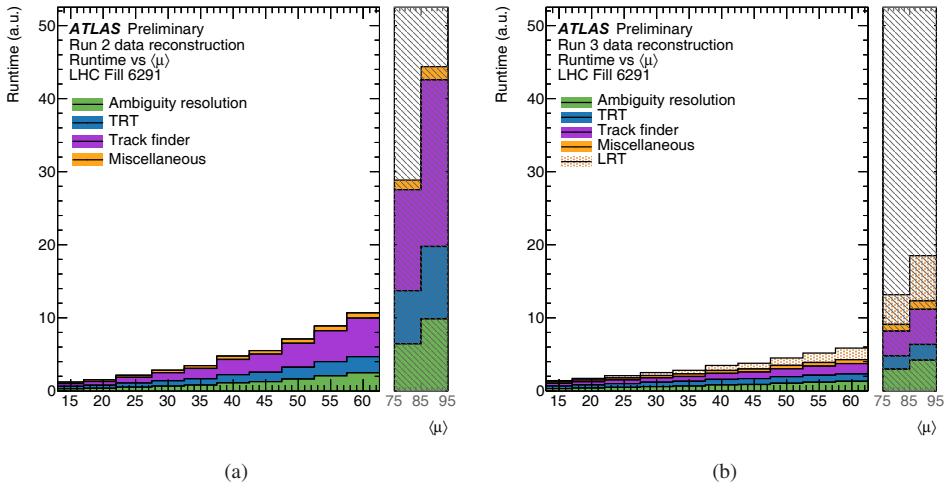 Runtime (a.u.)
50
40
30
20
10
0
ATLAS Preliminary
Run 2 data reconstruction
Runtime vs ⟨μ⟩
LHC Fill 6291
Ambiguity resolution
TRT
Track finder
Miscellaneous
15 20 25 30 35 40 45 50 55 60
75 85 95
⟨μ⟩
(a)
Runtime (a.u.)
50
40
30
20
10
0
ATLAS Preliminary
Run 3 data reconstruction
Runtime vs ⟨μ⟩
LHC Fill 6291
Ambiguity resolution
TRT
Track finder
Miscellaneous
LRT
15 20 25 30 35 40 45 50 55 60
75 85 95
⟨μ⟩
(b)